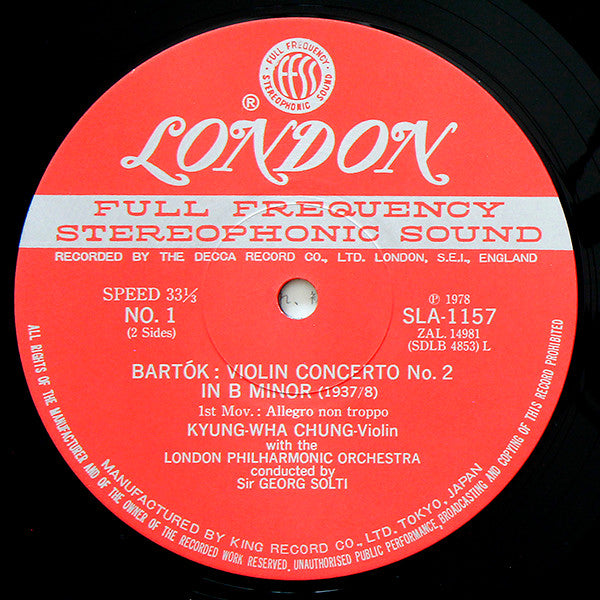 · FULL FREQUENCY ·
FFSS
STEREOPHONIC SOUND
®
LONDON
FULL FREQUENCY
STEREOPHONIC SOUND
RECORDED BY THE DECCA RECORD CO., LTD. LONDON, S.E.I., ENGLAND
SPEED 33⅓
NO. 1
(2 Sides)
℗ 1978
SLA-1157
ZAL. 14981
(SDLB 4853) L
BARTÓK : VIOLIN CONCERTO No. 2
IN B MINOR (1937/8)
1st Mov. : Allegro non troppo
KYUNG-WHA CHUNG-Violin
with the
LONDON PHILHARMONIC ORCHESTRA
conducted by
Sir GEORG SOLTI
MANUFACTURED BY KING RECORD CO., LTD. TOKYO, JAPAN
ALL RIGHTS OF THE MANUFACTURER AND OF THE OWNER OF THE RECORDED WORK RESERVED. UNAUTHORISED PUBLIC PERFORMANCE, BROADCASTING AND COPYING OF THIS RECORD PROHIBITED